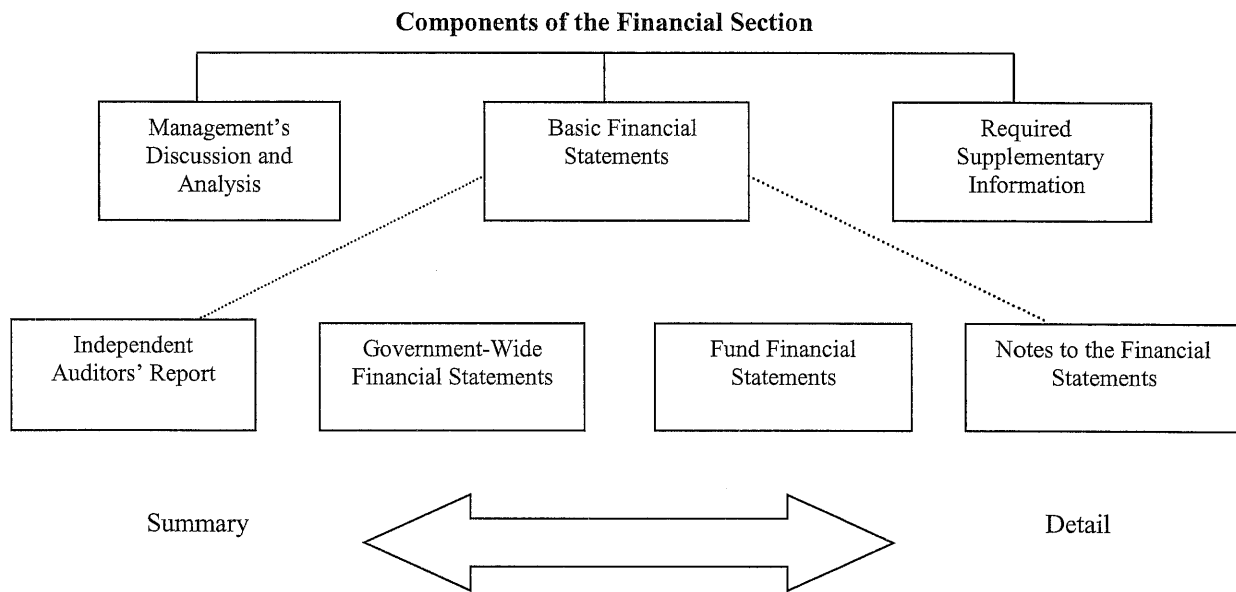 Components of the Financial Section
Management's
Discussion and
Analysis
Basic Financial
Statements
Required
Supplementary
Information
Independent
Auditors' Report
Government-Wide
Financial Statements
Fund Financial
Statements
Notes to the Financial
Statements
Summary
Detail